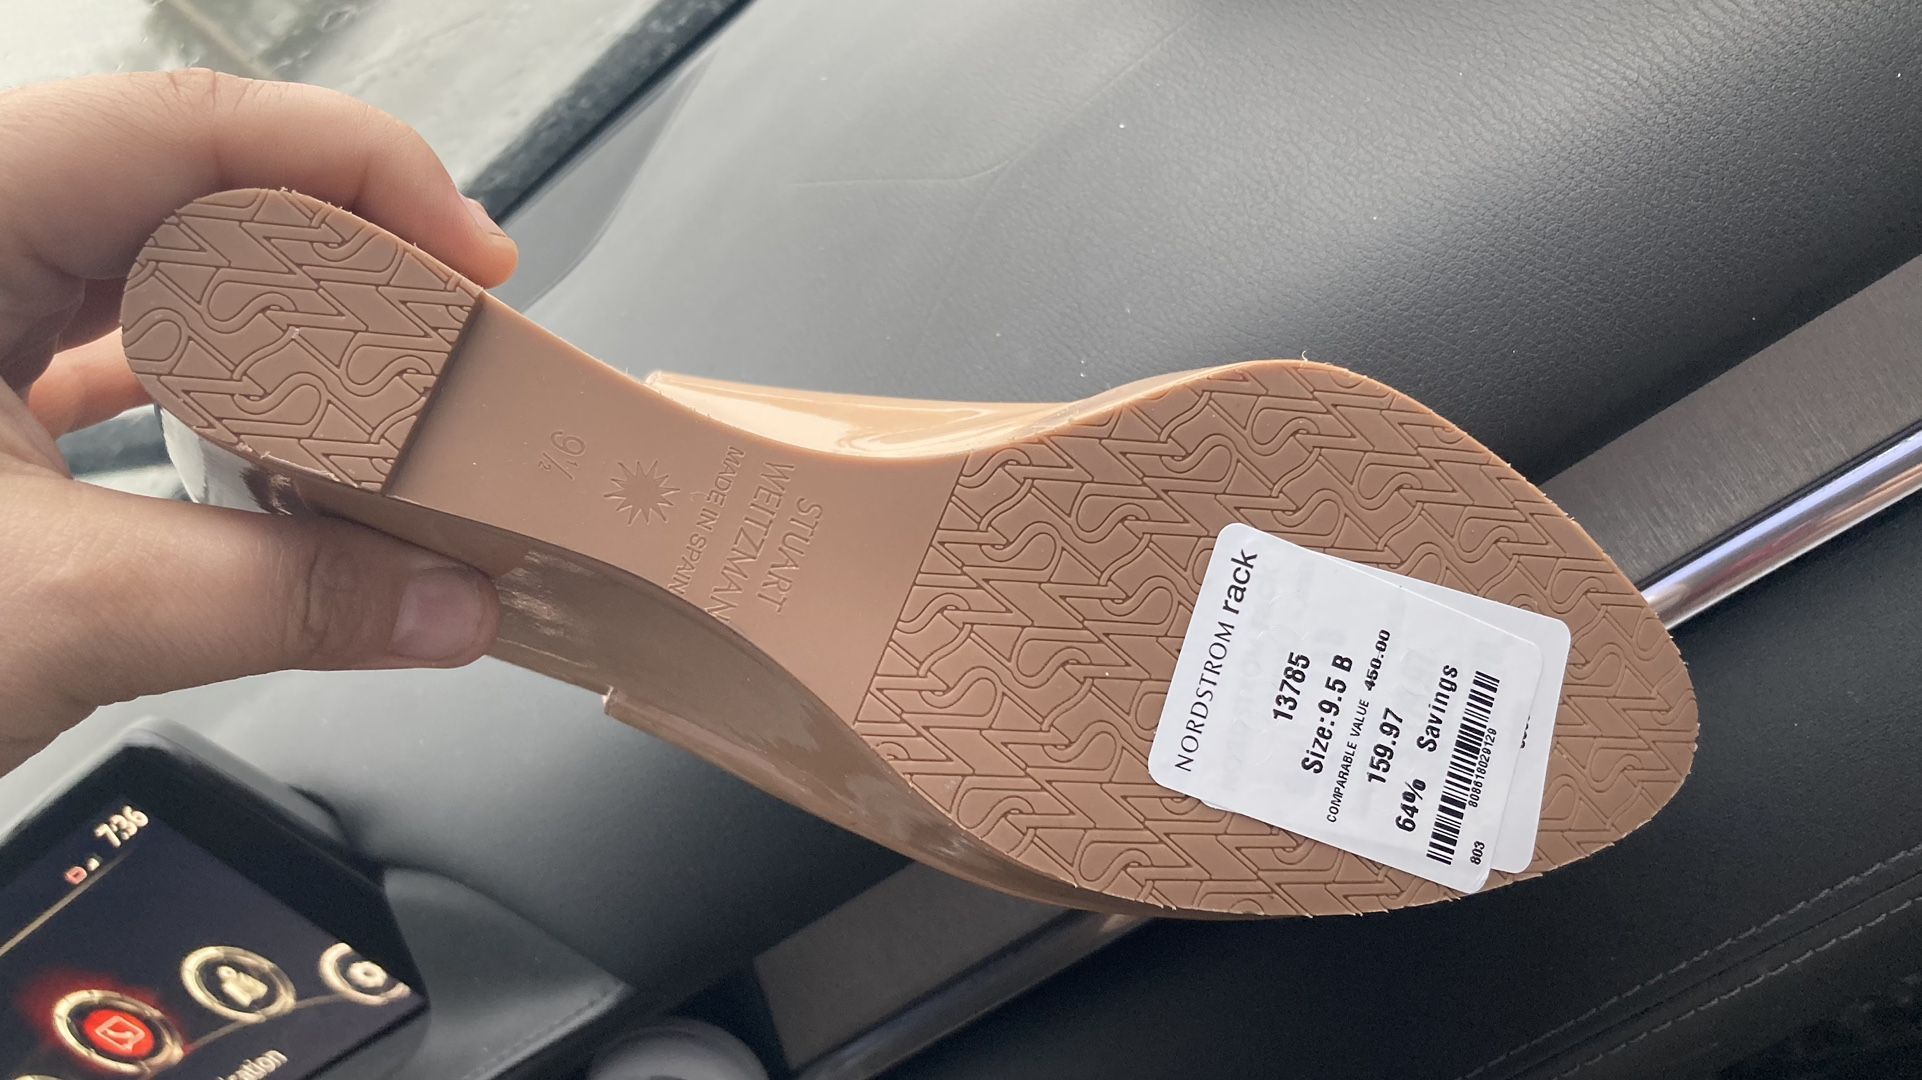 STUART
WEITZMAN
MADE IN SPAIN
9½
NORDSTROM rack
13785
Size:9.5 B
COMPARABLE VALUE 450.00
159.97
64% Savings
808618029129
803
7:36